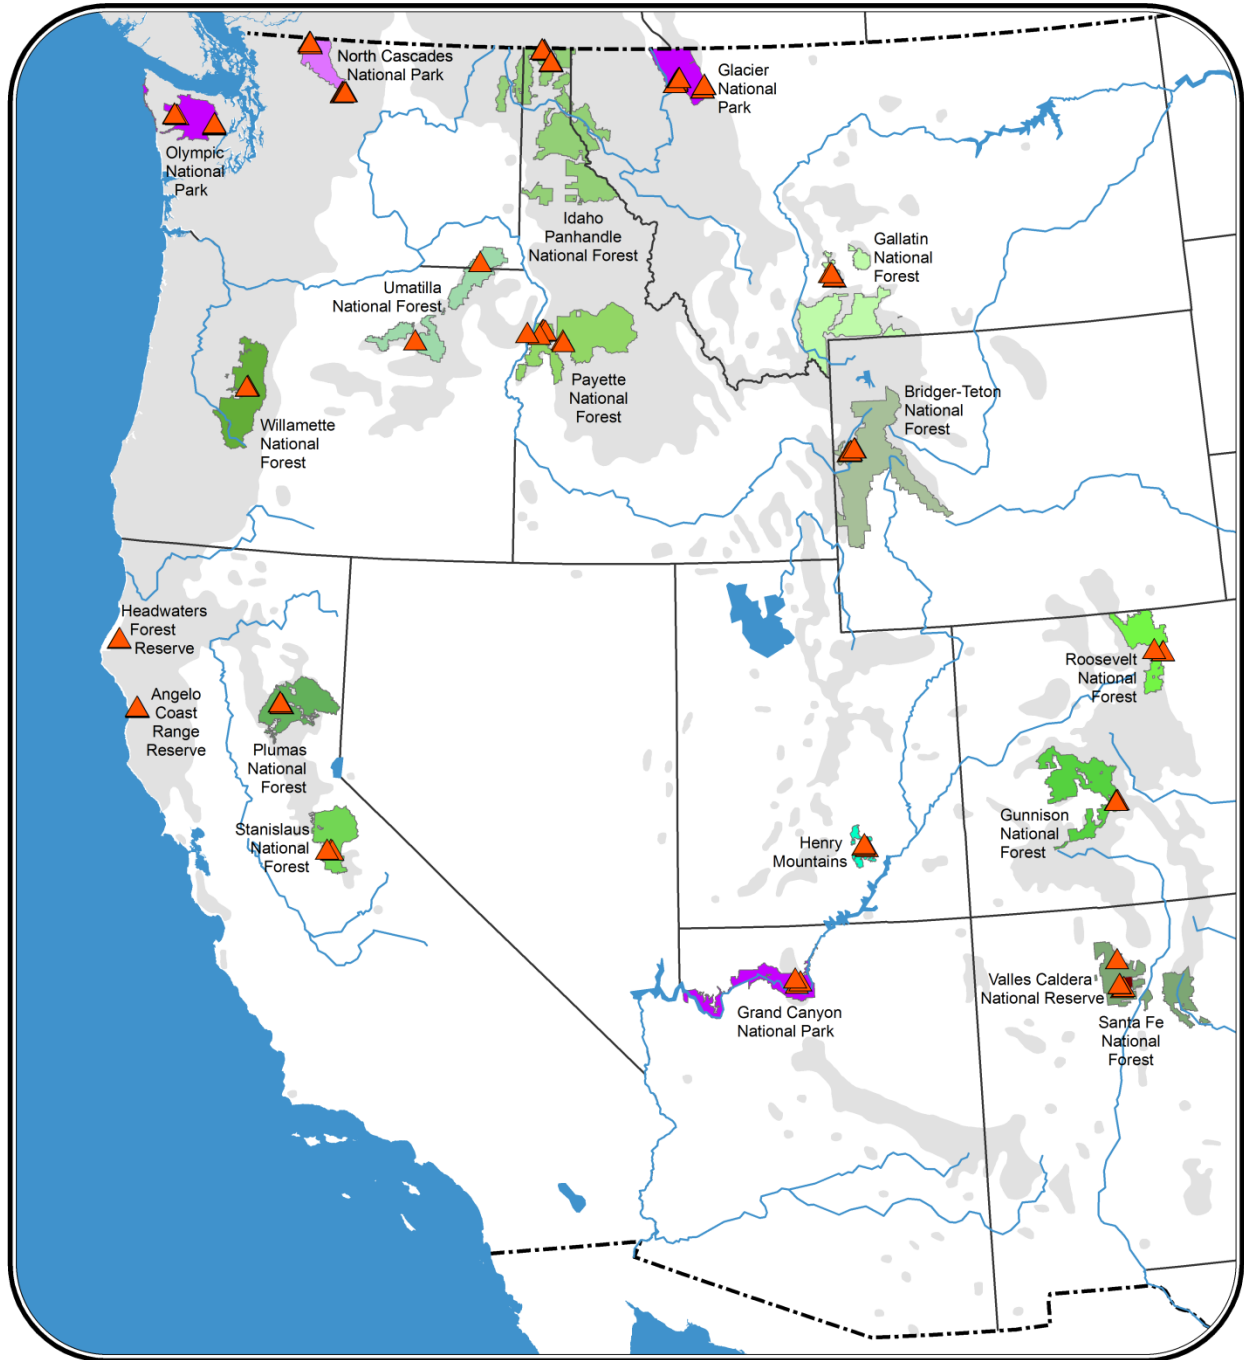 North Cascades
National Park
Glacier
National
Park
Olympic
National
Park
Idaho
Panhandle
National Forest
Gallatin
National
Forest
Umatilla
National Forest
Payette
National
Forest
Bridger-Teton
National
Forest
Willamette
National
Forest
Headwaters
Forest
Reserve
Roosevelt
National
Forest
Angelo
Coast
Range
Reserve
Plumas
National
Forest
Stanislaus
National
Forest
Gunnison
National
Forest
Henry
Mountains
Valles Caldera
National Reserve
Grand Canyon
National Park
Santa Fe
National
Forest